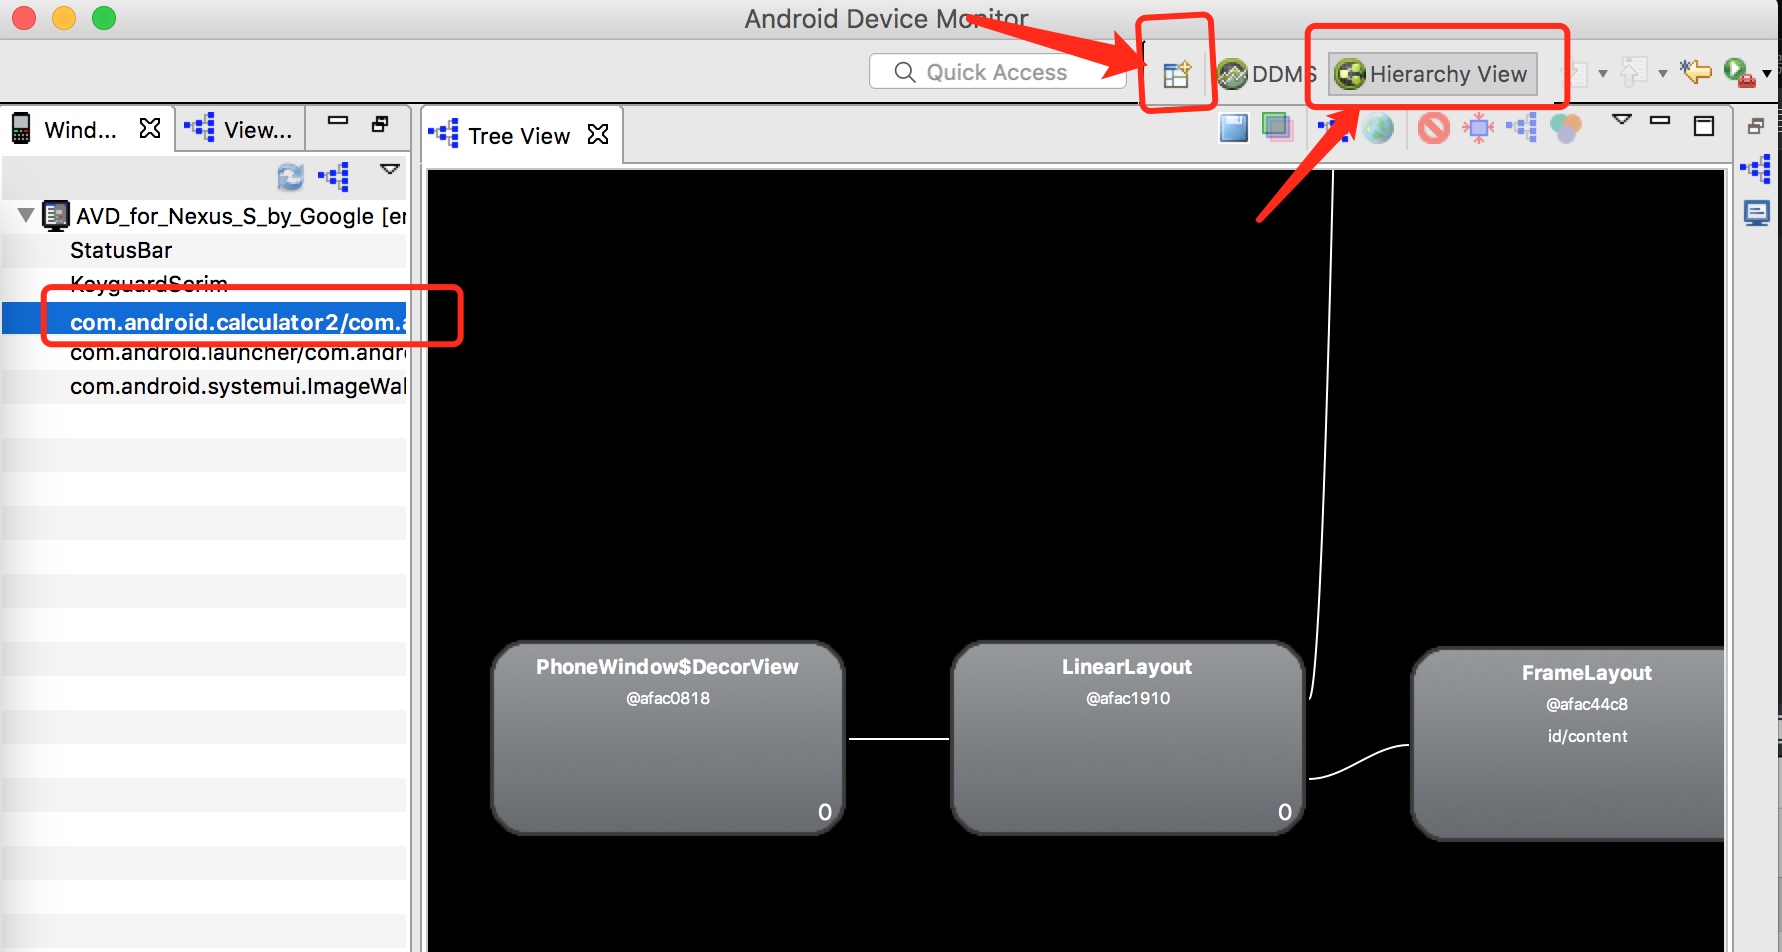 Android Device Monitor
Quick Access
DDMS
Hierarchy View
Wind...
View...
Tree View
AVD_for_Nexus_S_by_Google [er
StatusBar
KeyguardScrim
com.android.calculator2/com.a
com.android.launcher/com.andr
com.android.systemui.ImageWal
PhoneWindow$DecorView
@afac0818
0
LinearLayout
@afac1910
0
FrameLayout
@afac44c8
id/content